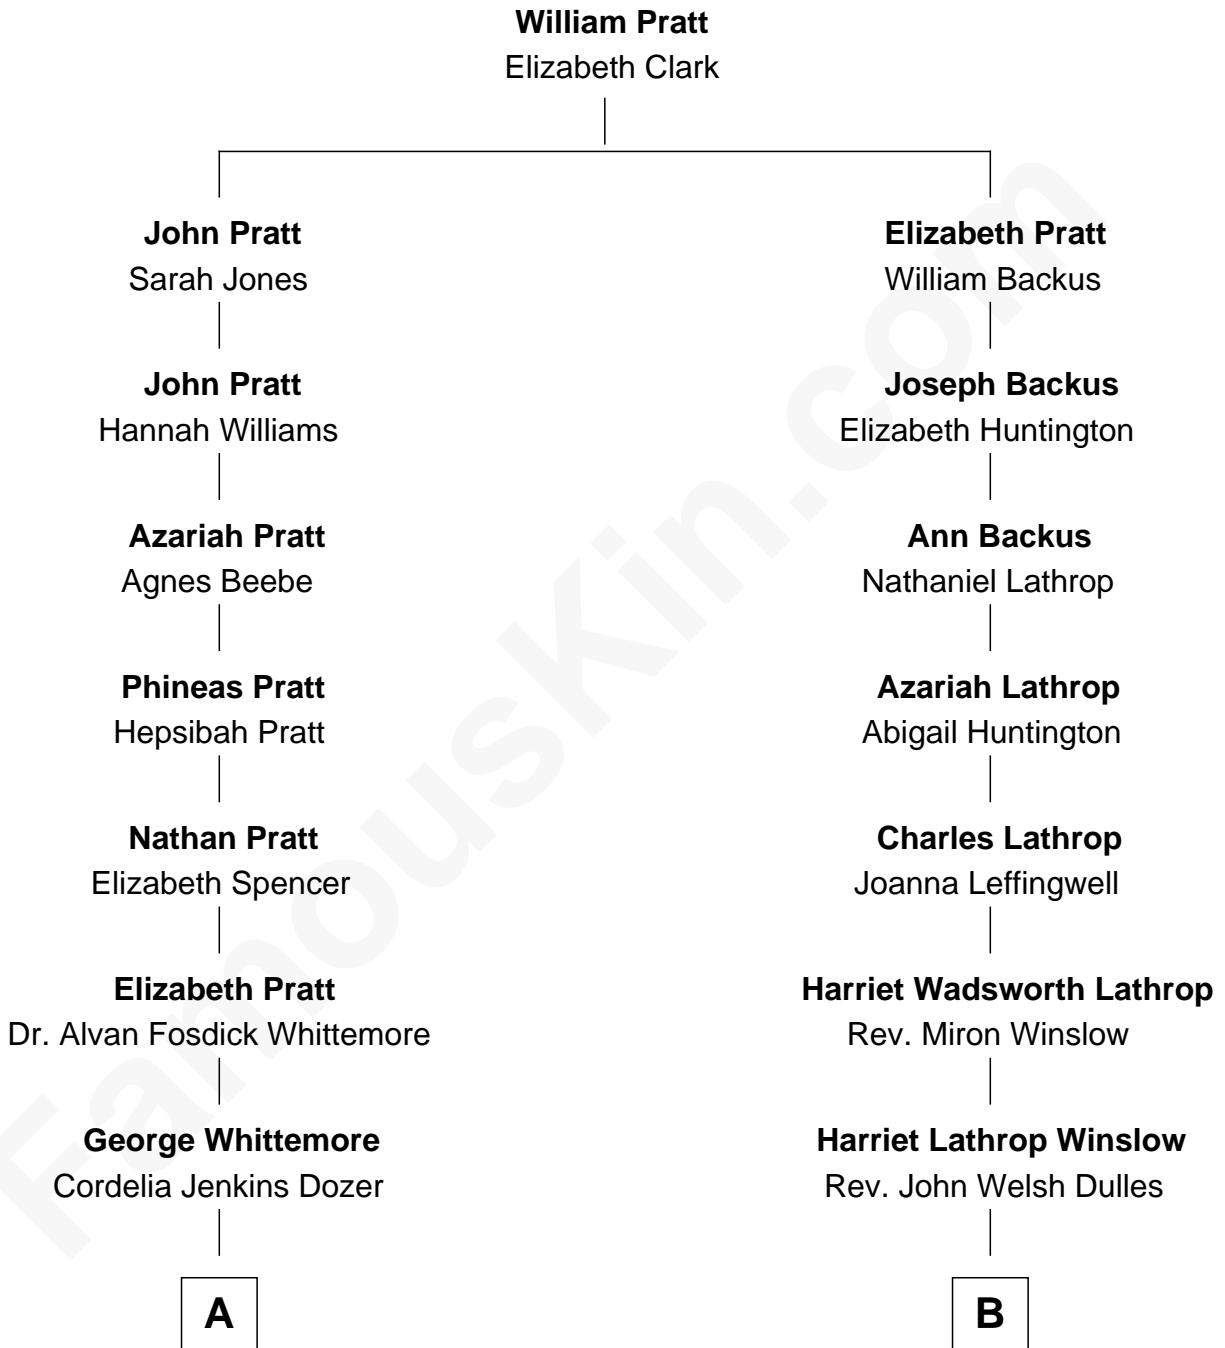 William Pratt
Elizabeth Clark
John Pratt
Sarah Jones
Elizabeth Pratt
William Backus
John Pratt
Hannah Williams
Joseph Backus
Elizabeth Huntington
Azariah Pratt
Agnes Beebe
Ann Backus
Nathaniel Lathrop
Phineas Pratt
Hepsibah Pratt
Azariah Lathrop
Abigail Huntington
Nathan Pratt
Elizabeth Spencer
Charles Lathrop
Joanna Leffingwell
Elizabeth Pratt
Dr. Alvan Fosdick Whittemore
Harriet Wadsworth Lathrop
Rev. Miron Winslow
George Whittemore
Cordelia Jenkins Dozer
Harriet Lathrop Winslow
Rev. John Welsh Dulles
A
B
FamousKin.com